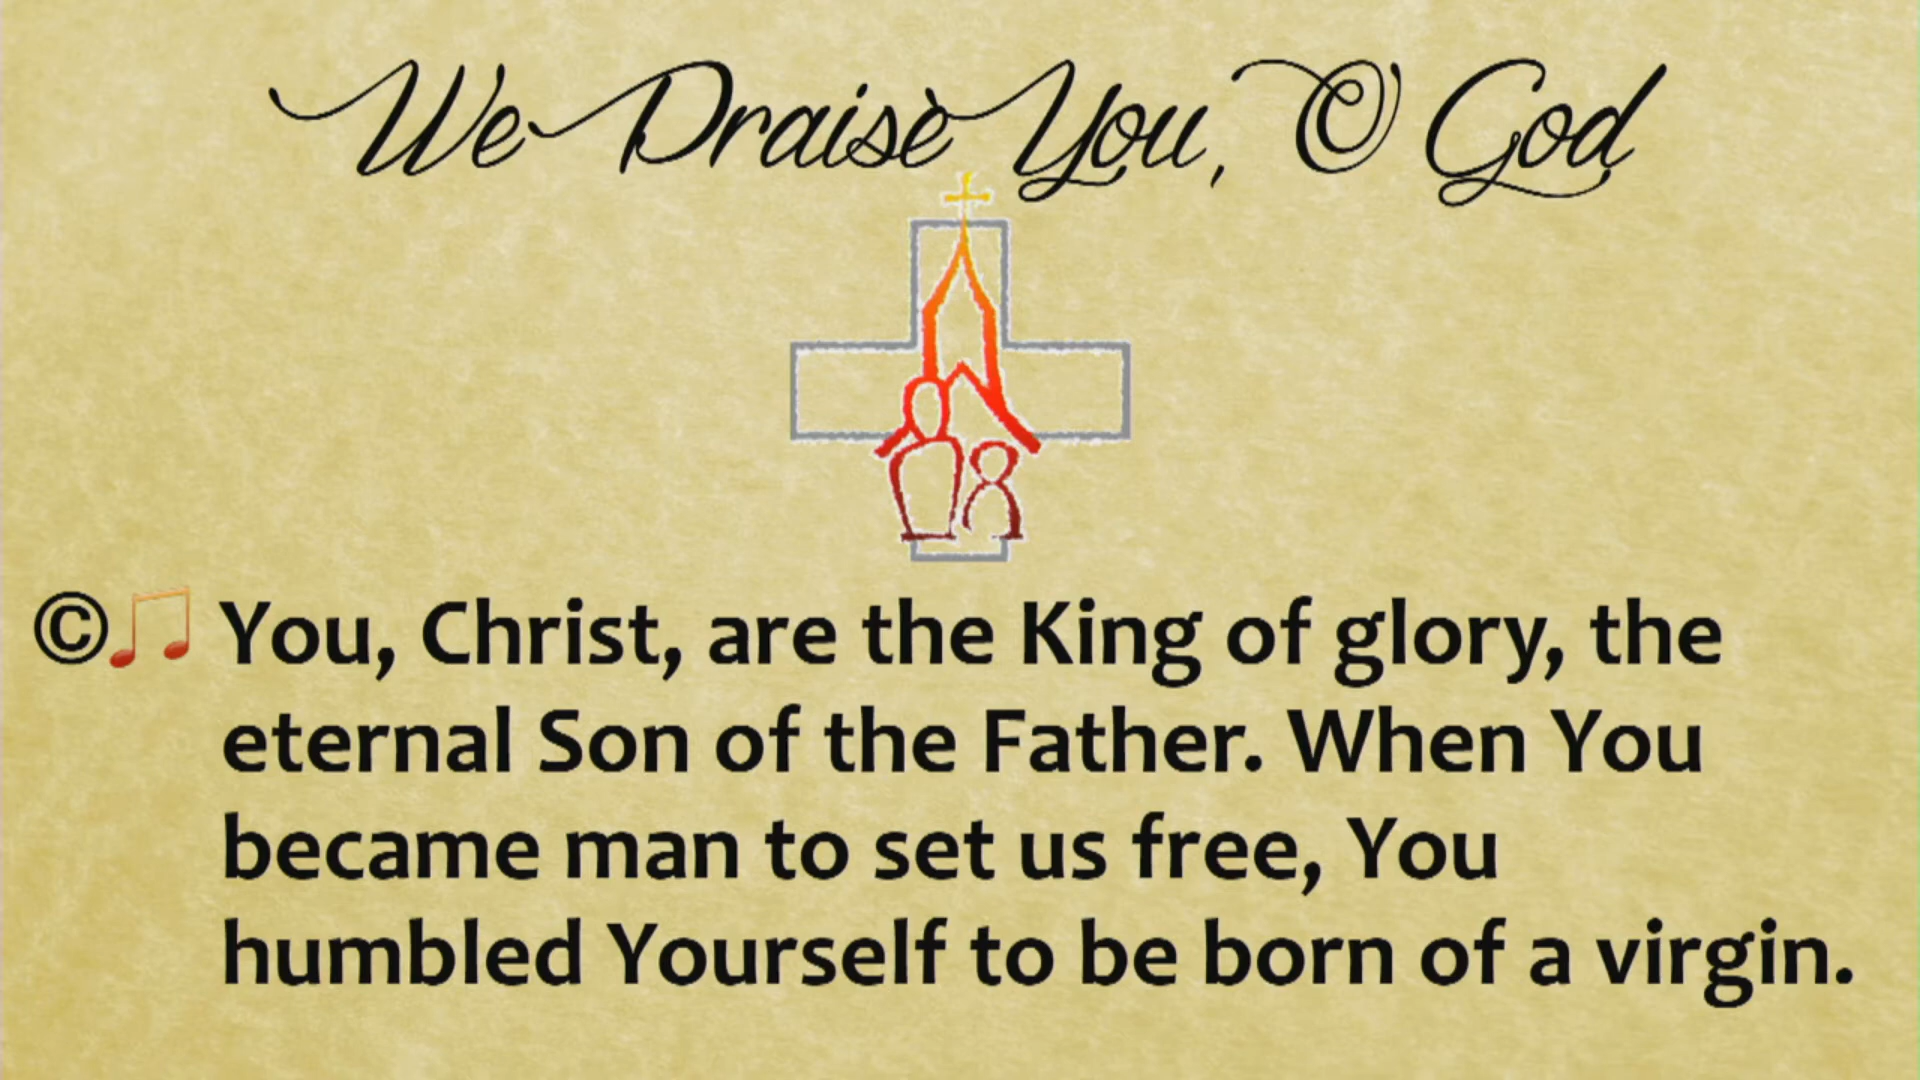 We Praise You, O God
© You, Christ, are the King of glory, the
eternal Son of the Father. When You
became man to set us free, You
humbled Yourself to be born of a virgin.